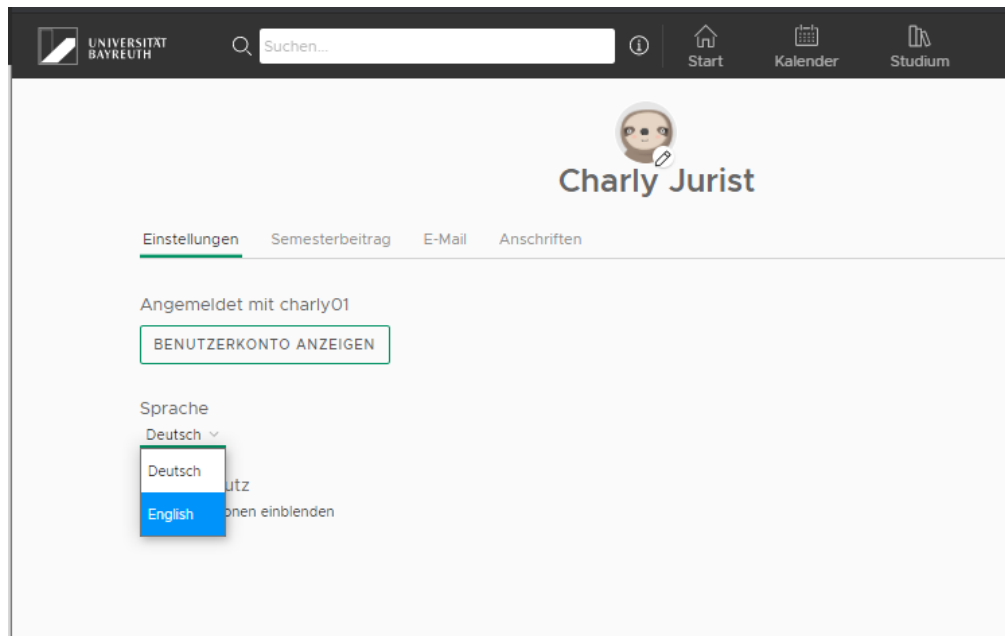 UNIVERSITÄT
BAYREUTH
Suchen...
Start
Kalender
Studium
Charly Jurist
Einstellungen Semesterbeitrag E-Mail Anschriften
Angemeldet mit charly01
BENUTZERKONTO ANZEIGEN
Sprache
Deutsch
Deutsch
utz
English
onen einblenden